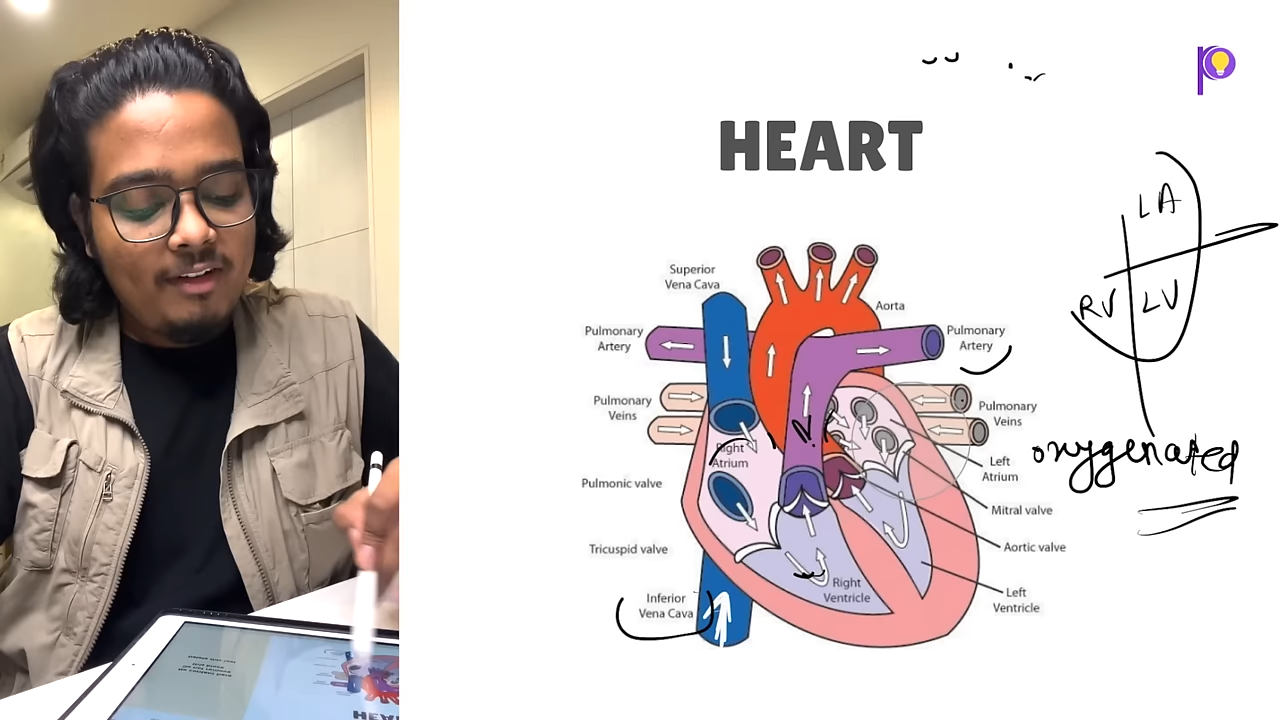 HEART
LA
RV LV
oxygenated
Superior
Vena Cava
Aorta
Pulmonary
Artery
Pulmonary
Artery
Pulmonary
Veins
Pulmonary
Veins
Right
Atrium
Left
Atrium
Pulmonic valve
Mitral valve
Tricuspid valve
Aortic valve
Inferior
Vena Cava
Right
Ventricle
Left
Ventricle
HEA